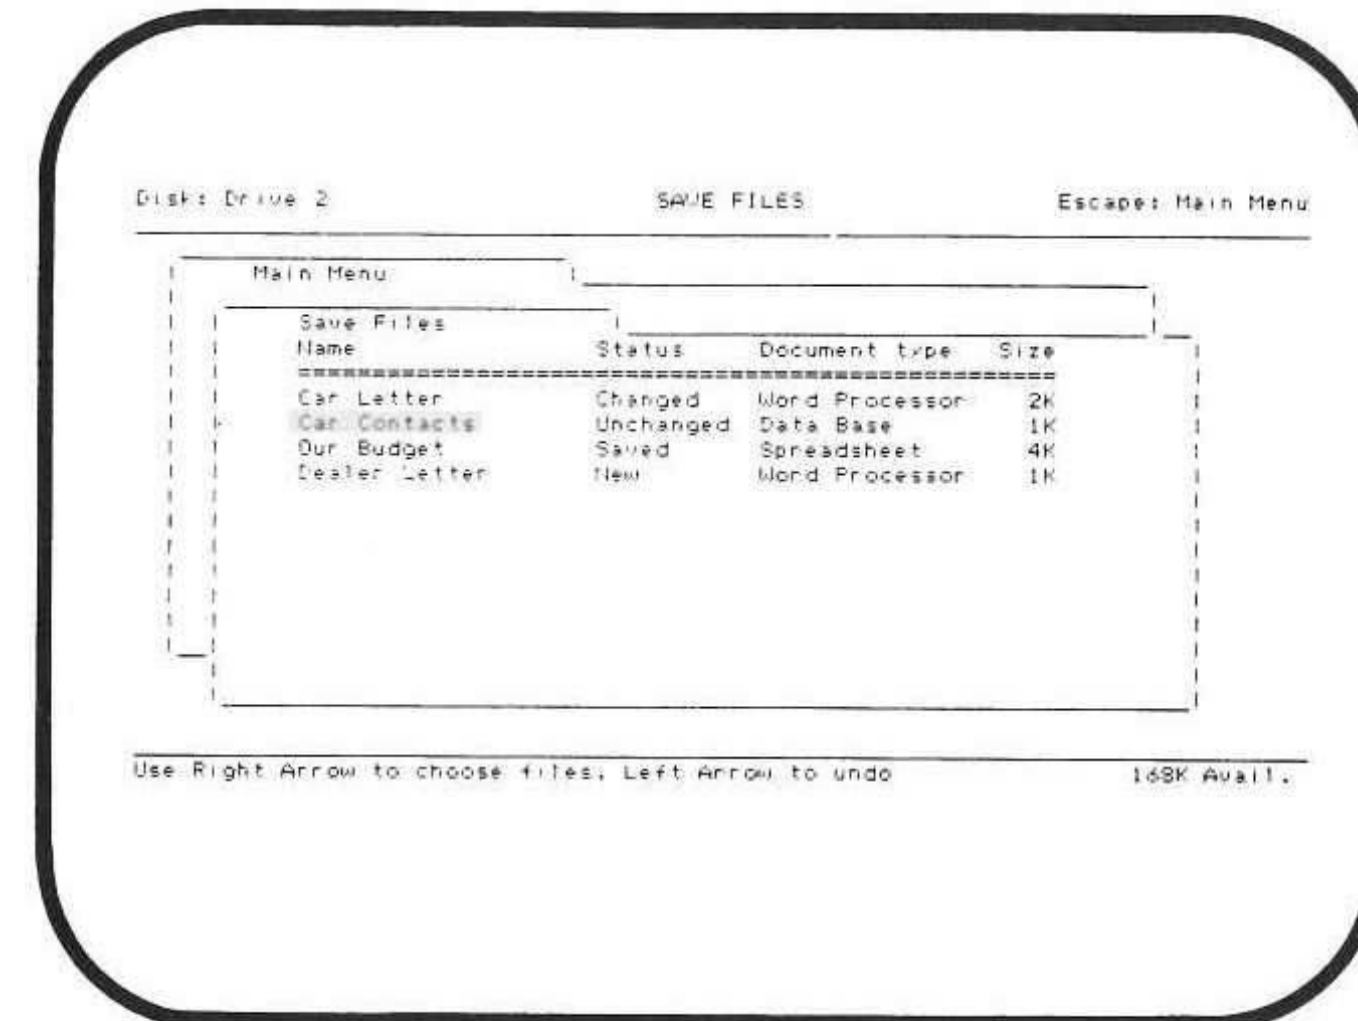 Disk: Drive 2 SAVE FILES Escape: Main Menu
Main Menu
Save Files
Name Status Document type Size
==================================================
Car Letter Changed Word Processor 2K
Car Contacts Unchanged Data Base 1K
Our Budget Saved Spreadsheet 4K
Dealer Letter New Word Processor 1K
Use Right Arrow to choose files, Left Arrow to undo 168K Avail.